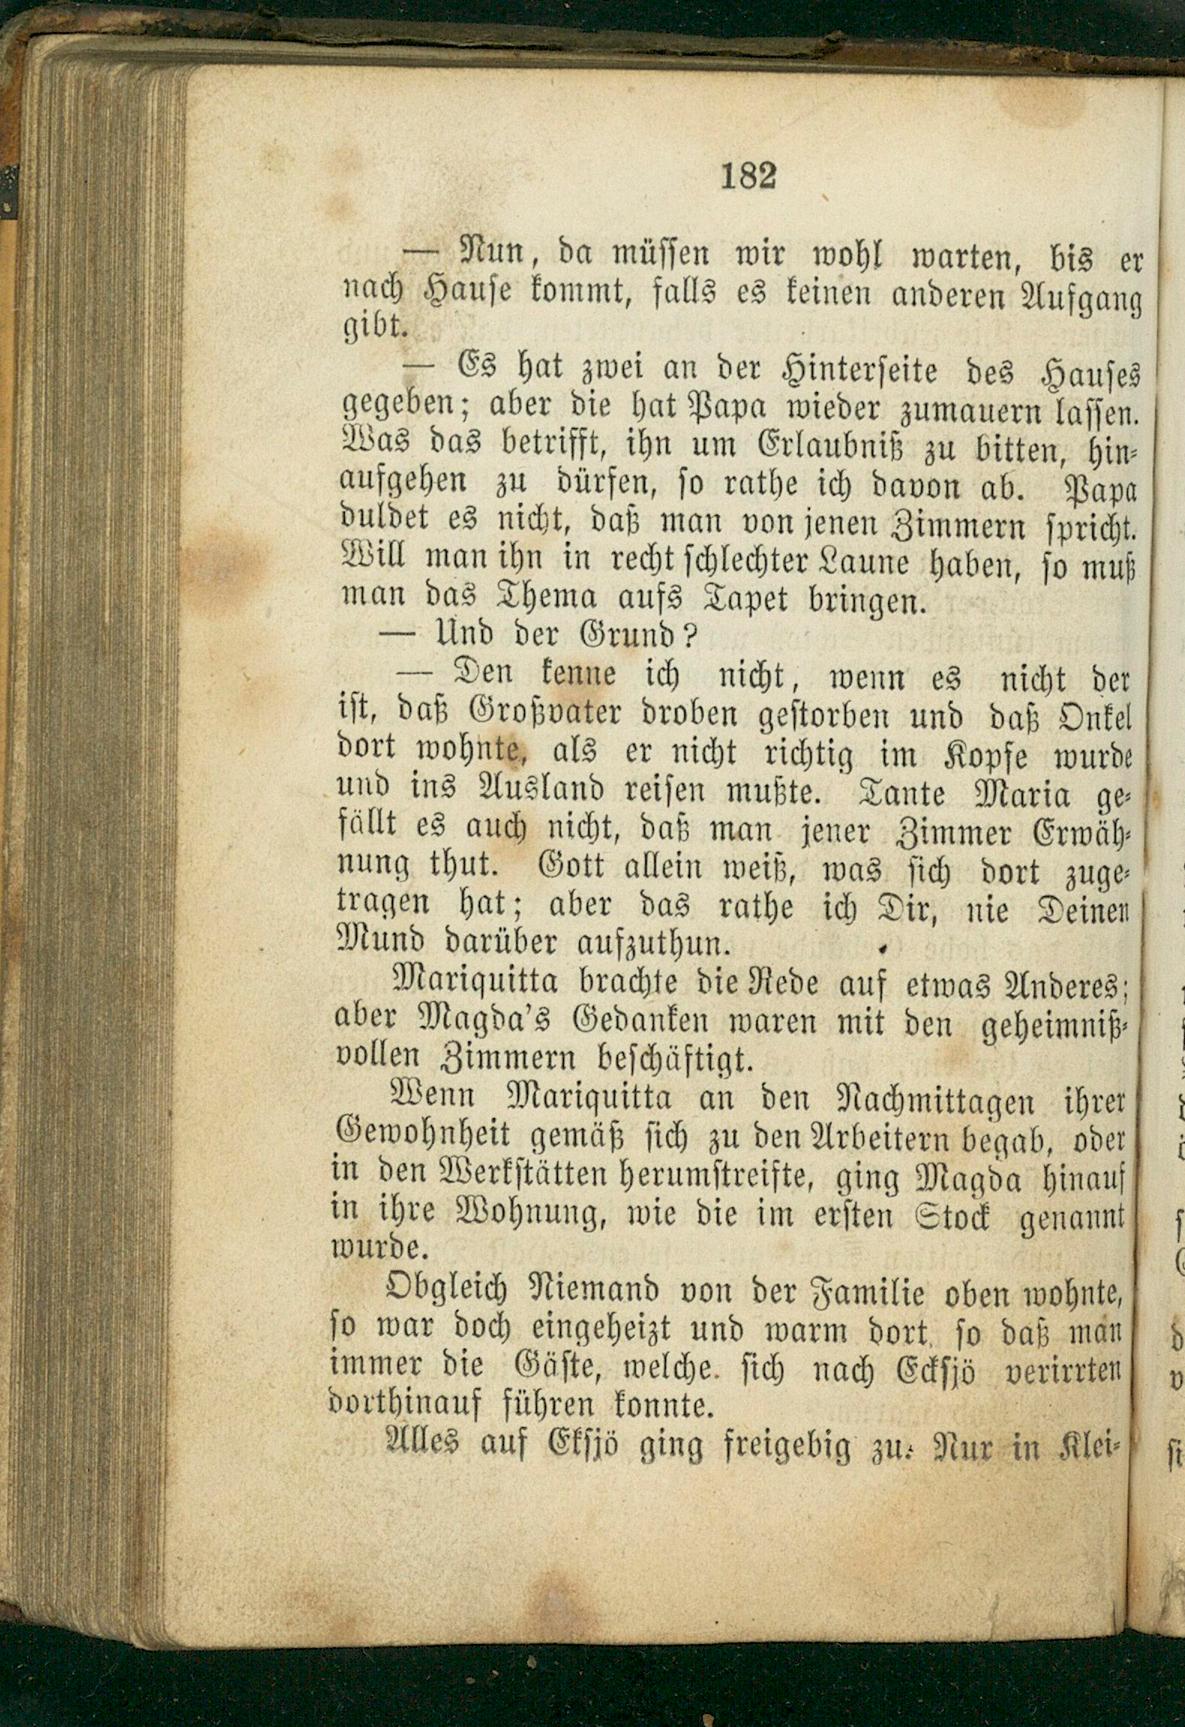 182
— Nun, da müssen wir wohl warten, bis er
nach Hause kommt, falls es keinen anderen Aufgang
gibt.
— Es hat zwei an der Hinterseite des Hauses
gegeben; aber die hat Papa wieder zumauern lassen.
Was das betrifft, ihn um Erlaubniß zu bitten, hin-
aufgehen zu dürfen, so rathe ich davon ab. Papa
duldet es nicht, daß man von jenen Zimmern spricht.
Will man ihn in recht schlechter Laune haben, so muß
man das Thema aufs Tapet bringen.
— Und der Grund?
— Den kenne ich nicht, wenn es nicht der
ist, daß Großvater droben gestorben und daß Onkel
dort wohnte, als er nicht richtig im Kopfe wurde
und ins Ausland reisen mußte. Tante Maria ge-
fällt es auch nicht, daß man jener Zimmer Erwäh-
nung thut. Gott allein weiß, was sich dort zuge-
tragen hat; aber das rathe ich Dir, nie Deinen
Mund darüber aufzuthun.
Mariquitta brachte die Rede auf etwas Anderes;
aber Magda's Gedanken waren mit den geheimniß-
vollen Zimmern beschäftigt.
Wenn Mariquitta an den Nachmittagen ihrer
Gewohnheit gemäß sich zu den Arbeitern begab, oder
in den Werkstätten herumstreifte, ging Magda hinauf
in ihre Wohnung, wie die im ersten Stock genannt
wurde.
Obgleich Niemand von der Familie oben wohnte,
so war doch eingeheizt und warm dort, so daß man
immer die Gäste, welche sich nach Ecksjö verirrten
dorthinauf führen konnte.
Alles auf Eksjö ging freigebig zu. Nur in Klei-